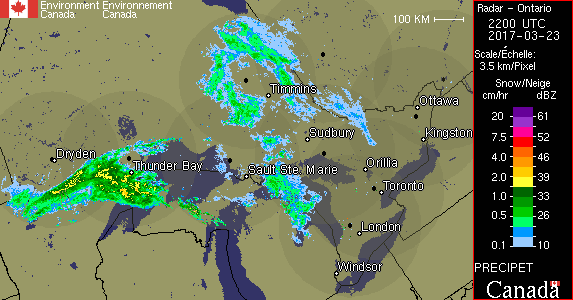 Environment Environnement
Canada Canada
100 KM
Timmins
Ottawa
Sudbury
Kingston
Dryden
Thunder Bay
Sault Ste. Marie
Orillia
Toronto
London
Windsor
Radar - Ontario
2200 UTC
2017-03-23
Scale/Échelle:
3.5 km/Pixel
Snow/Neige
cm/hr dBZ
20 61
7.5 52
4.0 46
2.0 39
1.0 33
0.5 26
0.1 10
PRECIPET
Canada